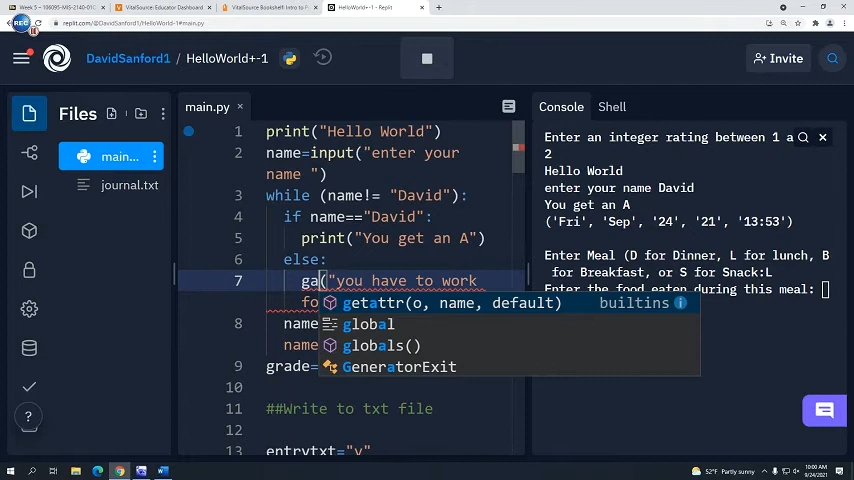 Week 5 - 106095-MIS-2140-O1
VitalSource: Educator Dashboard
VitalSource Bookshelf: Intro to
HelloWorld+-1 - Replit
REC
replit.com/@DavidSanford1/HelloWorld-1#main.py
DavidSanford1 / HelloWorld+-1
Invite
Files
main...
journal.txt
main.py
1 print("Hello World")
2 name=input("enter your
name ")
3 while (name!= "David"):
4 if name=="David":
5 print("You get an A")
6 else:
7 ga("you have to work
fo
getattr(o, name, default) builtins
global
globals()
GeneratorExit
8 name
name
9 grade=
10
11 ##Write to txt file
12
13 entrytxt="y"
Console
Shell
Enter an integer rating between 1 a
2
Hello World
enter your name David
You get an A
('Fri', 'Sep', '24', '21', '13:53')
Enter Meal (D for Dinner, L for lunch, B
for Breakfast, or S for Snack:L
Enter the food eaten during this meal:
?
52°F Partly sunny
10:00 AM
9/24/2021